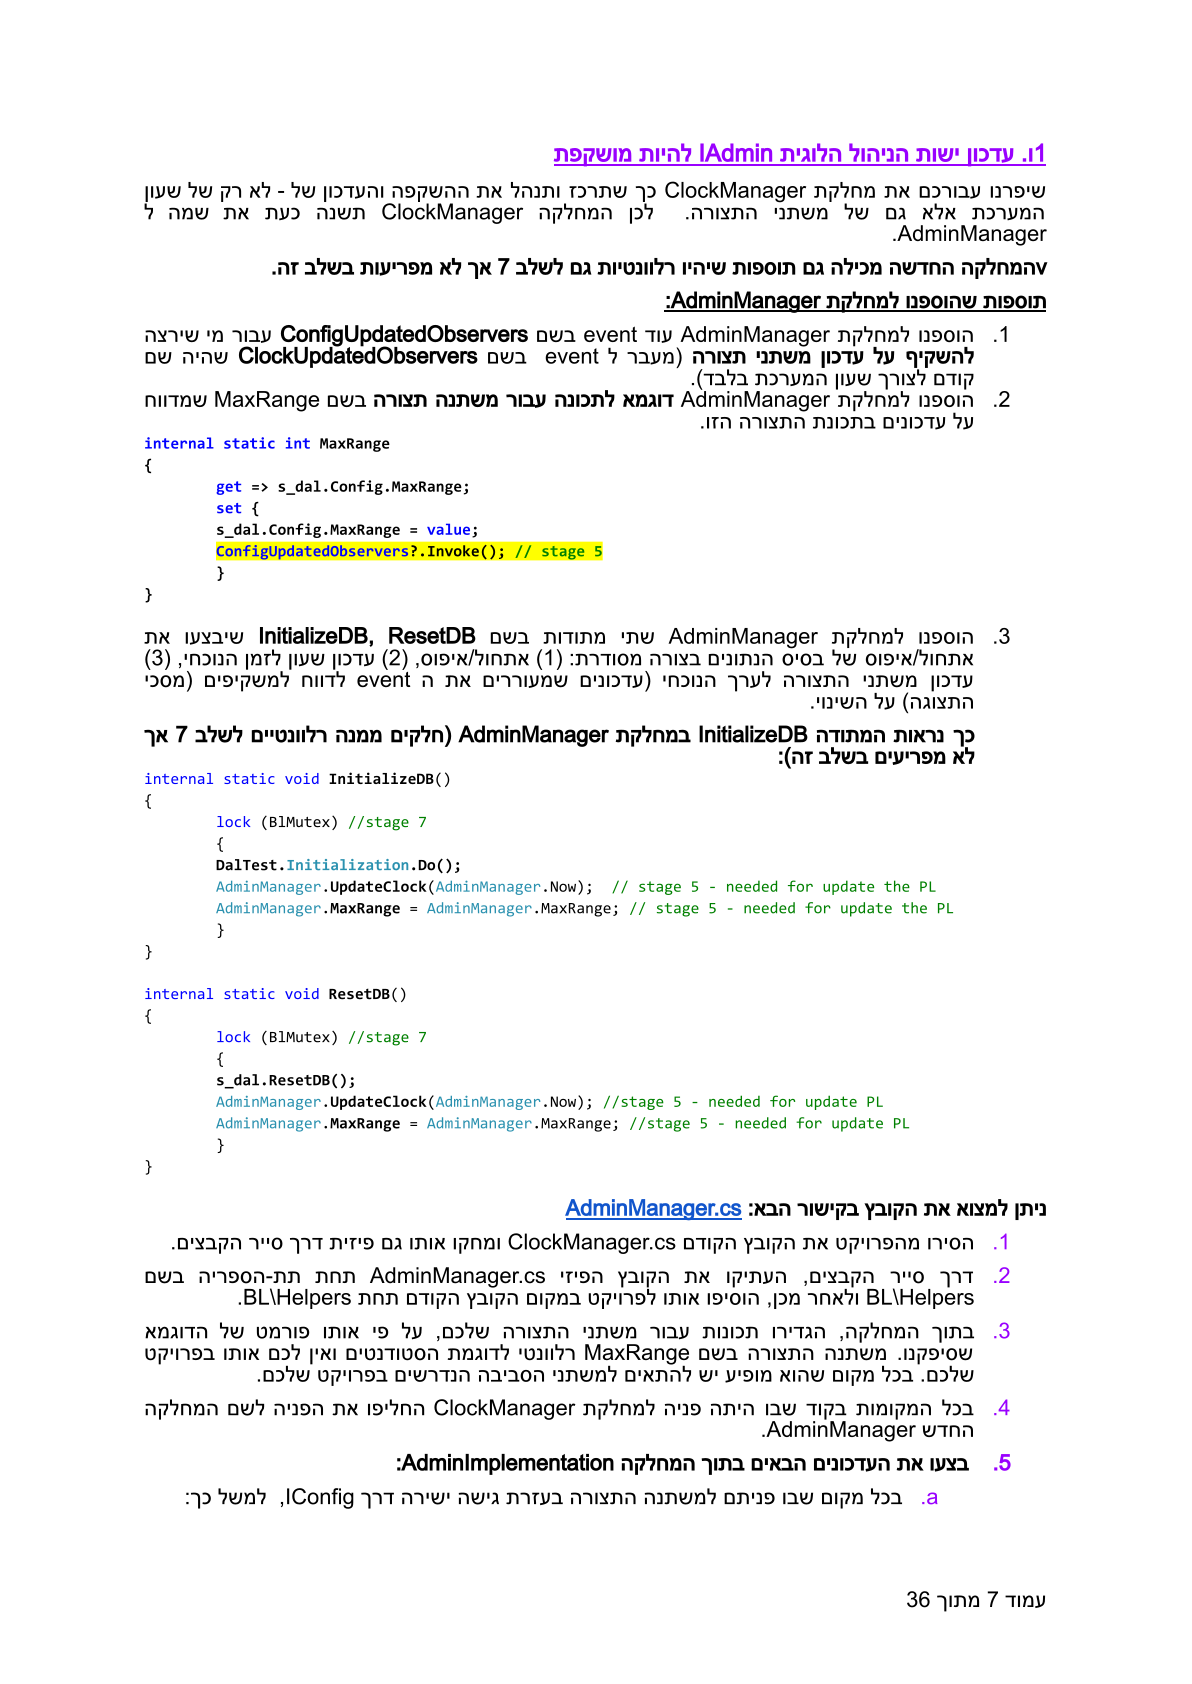 1ו. עדכון ישות הניהול הלוגית IAdmin להיות מושקפת
שיפרנו עבורכם את מחלקת ClockManager כך שתרכז ותנהל את ההשקפה והעדכון של - לא רק של שעון
המערכת אלא גם של משתני התצורה. לכן המחלקה ClockManager תשנה כעת את שמה ל
AdminManager.
vהמחלקה החדשה מכילה גם תוספות שיהיו רלוונטיות גם לשלב 7 אך לא מפריעות בשלב זה.
תוספות שהוספנו למחלקת AdminManager:
1. הוספנו למחלקת AdminManager עוד event בשם ConfigUpdatedObservers עבור מי שירצה
להשקיף על עדכון משתני תצורה (מעבר ל event בשם ClockUpdatedObservers שהיה שם
קודם לצורך שעון המערכת בלבד).
2. הוספנו למחלקת AdminManager דוגמא לתכונה עבור משתנה תצורה בשם MaxRange שמדווח
על עדכונים בתכונת התצורה הזו.
internal static int MaxRange
{
get => s_dal.Config.MaxRange;
set {
s_dal.Config.MaxRange = value;
ConfigUpdatedObservers?.Invoke(); // stage 5
}
}
3. הוספנו למחלקת AdminManager שתי מתודות בשם InitializeDB, ResetDB שיבצעו את
אתחול/איפוס של בסיס הנתונים בצורה מסודרת: (1) אתחול/איפוס, (2) עדכון שעון לזמן הנוכחי, (3)
עדכון משתני התצורה לערך הנוכחי (עדכונים שמעוררים את ה event לדווח למשקיפים (מסכי
התצוגה) על השינוי.
כך נראות המתודה InitializeDB במחלקת AdminManager (חלקים ממנה רלוונטיים לשלב 7 אך
לא מפריעים בשלב זה):
internal static void InitializeDB()
{
lock (BlMutex) //stage 7
{
DalTest.Initialization.Do();
AdminManager.UpdateClock(AdminManager.Now); // stage 5 - needed for update the PL
AdminManager.MaxRange = AdminManager.MaxRange; // stage 5 - needed for update the PL
}
}
internal static void ResetDB()
{
lock (BlMutex) //stage 7
{
s_dal.ResetDB();
AdminManager.UpdateClock(AdminManager.Now); //stage 5 - needed for update PL
AdminManager.MaxRange = AdminManager.MaxRange; //stage 5 - needed for update PL
}
}
ניתן למצוא את הקובץ בקישור הבא: AdminManager.cs
1. הסירו מהפרויקט את הקובץ הקודם ClockManager.cs ומחקו אותו גם פיזית דרך סייר הקבצים.
2. דרך סייר הקבצים, העתיקו את הקובץ הפיזי AdminManager.cs תחת תת-הספריה בשם
BL\Helpers ולאחר מכן, הוסיפו אותו לפרויקט במקום הקובץ הקודם תחת BL\Helpers.
3. בתוך המחלקה, הגדירו תכונות עבור משתני התצורה שלכם, על פי אותו פורמט של הדוגמא
שסיפקנו. משתנה התצורה בשם MaxRange רלוונטי לדוגמת הסטודנטים ואין לכם אותו בפרויקט
שלכם. בכל מקום שהוא מופיע יש להתאים למשתני הסביבה הנדרשים בפרויקט שלכם.
4. בכל המקומות בקוד שבו היתה פניה למחלקת ClockManager החליפו את הפניה לשם המחלקה
החדש AdminManager.
5. בצעו את העדכונים הבאים בתוך המחלקה AdminImplementation:
a. בכל מקום שבו פניתם למשתנה התצורה בעזרת גישה ישירה דרך IConfig, למשל כך:
עמוד 7 מתוך 36